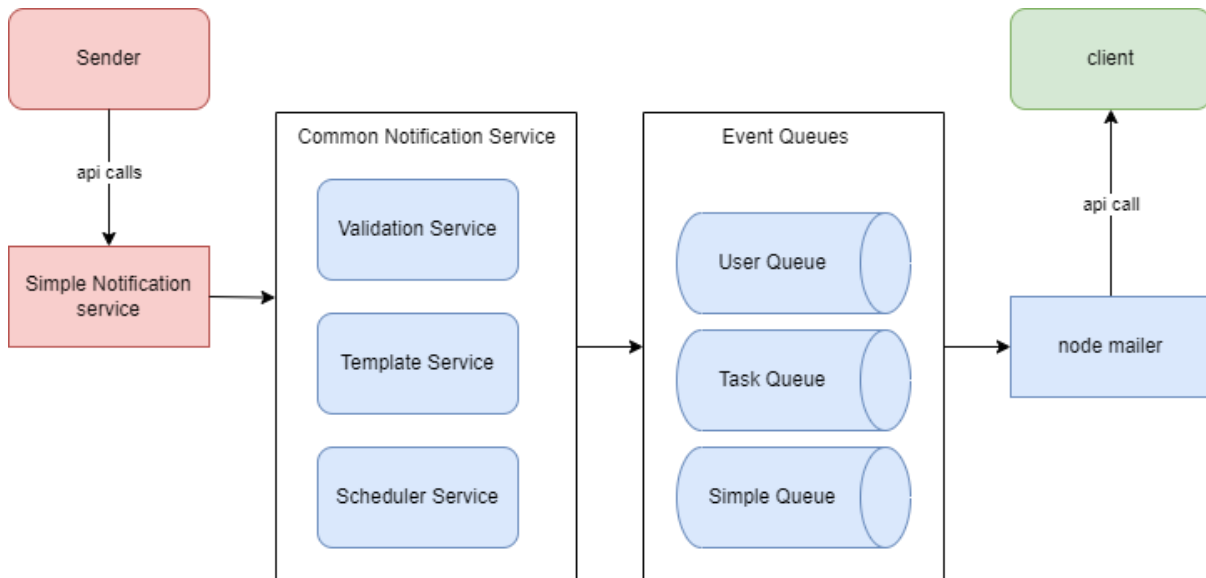 Sender
client
api calls
Common Notification Service
Event Queues
Validation Service
User Queue
api call
Simple Notification
service
Template Service
Task Queue
node mailer
Scheduler Service
Simple Queue